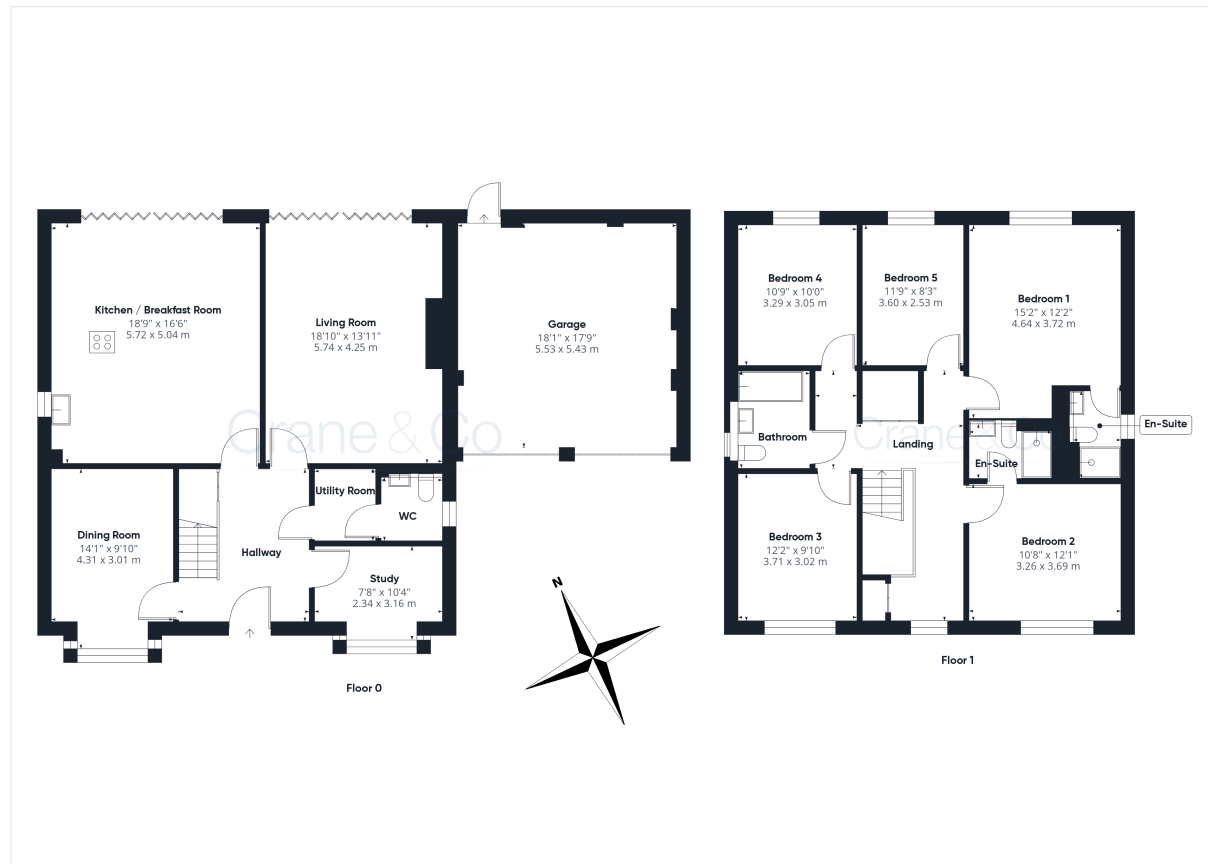 Kitchen / Breakfast Room
18'9" x 16'6"
5.72 x 5.04 m
Living Room
18'10" x 13'11"
5.74 x 4.25 m
Garage
18'1" x 17'9"
5.53 x 5.43 m
Crane & Co
Dining Room
14'1" x 9'10"
4.31 x 3.01 m
Utility Room
WC
Hallway
Study
7'8" x 10'4"
2.34 x 3.16 m
Floor 0
N
Bedroom 4
10'9" x 10'0"
3.29 x 3.05 m
Bedroom 5
11'9" x 8'3"
3.60 x 2.53 m
Bedroom 1
15'2" x 12'2"
4.64 x 3.72 m
Bathroom
Landing
Crane & Co
En-Suite
En-Suite
Bedroom 3
12'2" x 9'10"
3.71 x 3.02 m
Bedroom 2
10'8" x 12'1"
3.26 x 3.69 m
Floor 1